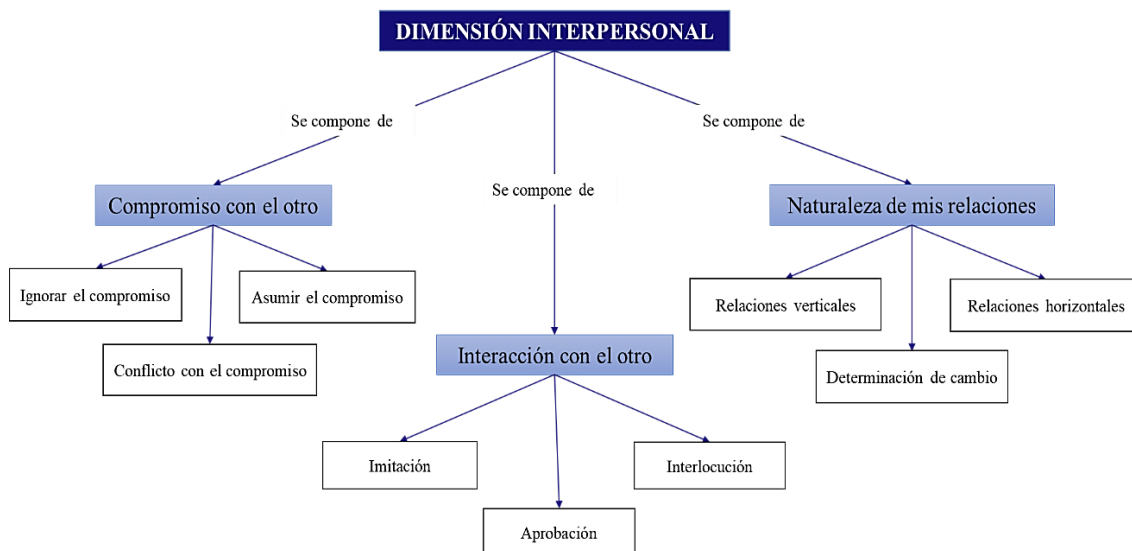 DIMENSIÓN INTERPERSONAL
Se compone de
Se compone de
Se compone de
Compromiso con el otro
Naturaleza de mis relaciones
Ignorar el compromiso
Asumir el compromiso
Conflicto con el compromiso
Relaciones verticales
Relaciones horizontales
Determinación de cambio
Interacción con el otro
Imitación
Interlocución
Aprobación